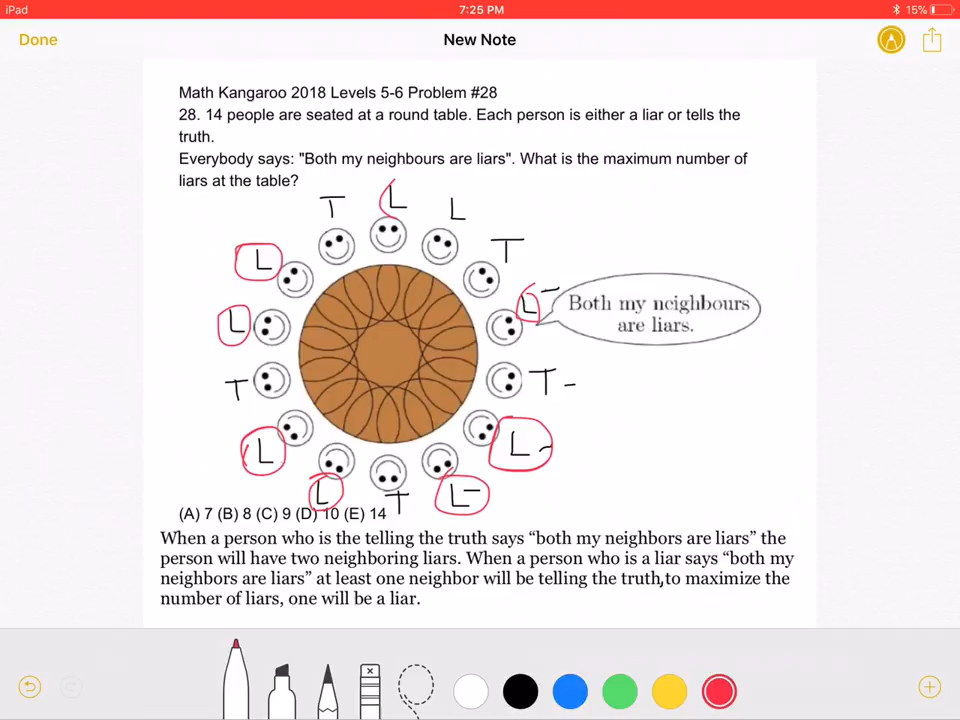 iPad
7:25 PM
15%
Done
New Note
Math Kangaroo 2018 Levels 5-6 Problem #28
28. 14 people are seated at a round table. Each person is either a liar or tells the
truth.
Everybody says: "Both my neighbours are liars". What is the maximum number of
liars at the table?
T L L
L T
L L Both my neighbours
are liars.
T T -
L L -
L T L -
(A) 7 (B) 8 (C) 9 (D) 10 (E) 14
When a person who is the telling the truth says “both my neighbors are liars” the
person will have two neighboring liars. When a person who is a liar says “both my
neighbors are liars” at least one neighbor will be telling the truth,to maximize the
number of liars, one will be a liar.